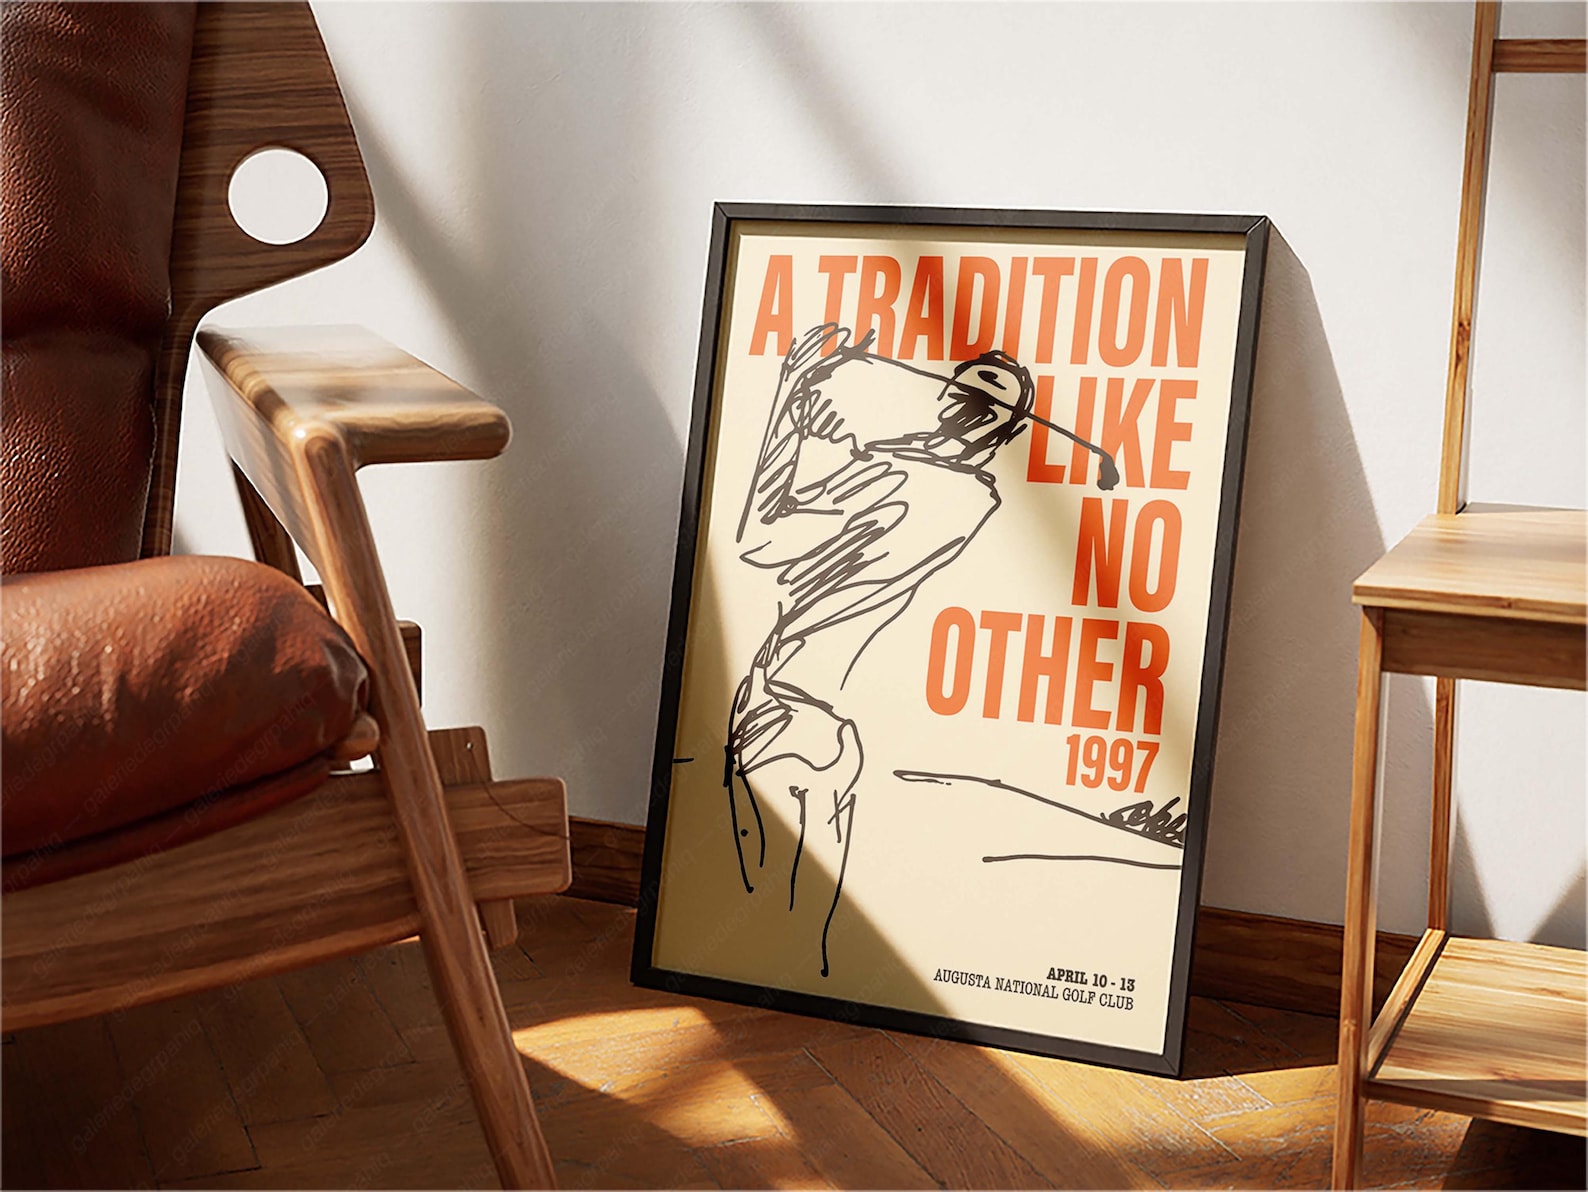 A TRADITION
LIKE
NO
OTHER
1997
APRIL 10 - 13
AUGUSTA NATIONAL GOLF CLUB